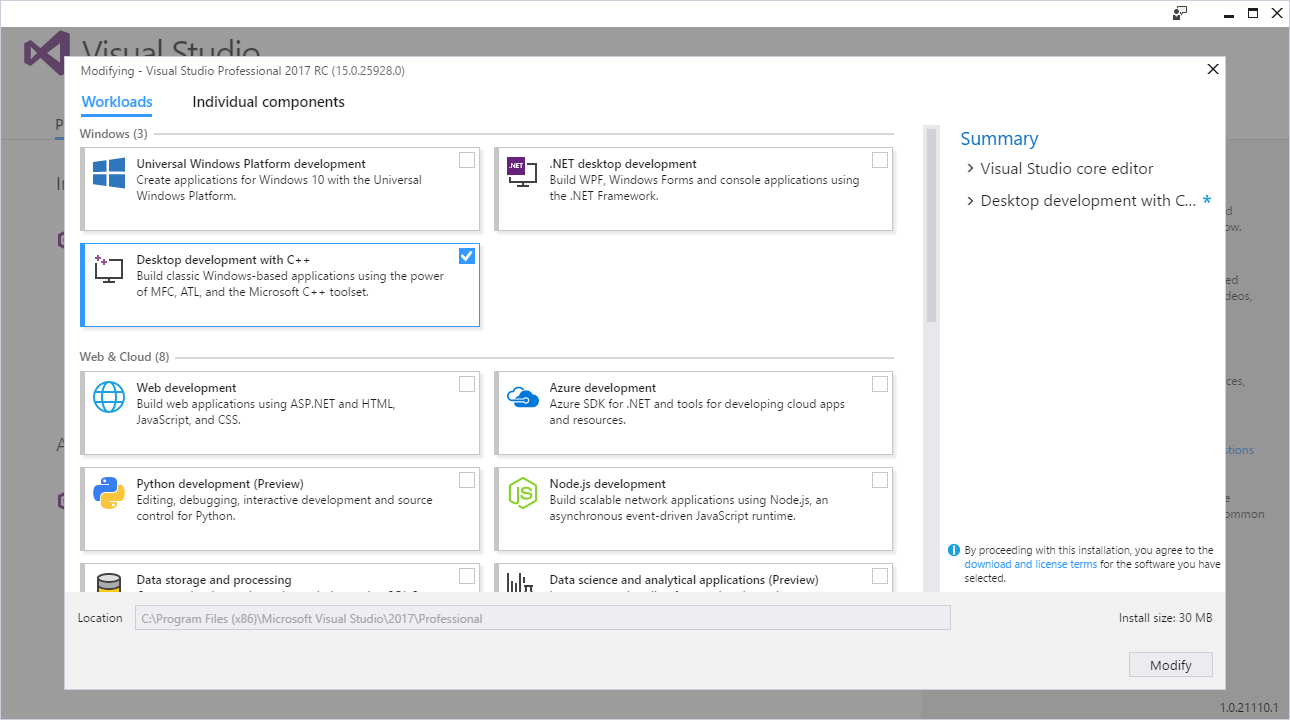 Visual Studio
Modifying - Visual Studio Professional 2017 RC (15.0.25928.0)
Workloads
Individual components
Windows (3)
Universal Windows Platform development
Create applications for Windows 10 with the Universal
Windows Platform.
.NET
.NET desktop development
Build WPF, Windows Forms and console applications using
the .NET Framework.
Desktop development with C++
Build classic Windows-based applications using the power
of MFC, ATL, and the Microsoft C++ toolset.
Web & Cloud (8)
Web development
Build web applications using ASP.NET and HTML,
JavaScript, and CSS.
Azure development
Azure SDK for .NET and tools for developing cloud apps
and resources.
Python development (Preview)
Editing, debugging, interactive development and source
control for Python.
JS
Node.js development
Build scalable network applications using Node.js, an
asynchronous event-driven JavaScript runtime.
Data storage and processing
Data science and analytical applications (Preview)
Summary
Visual Studio core editor
Desktop development with C... *
By proceeding with this installation, you agree to the
download and license terms for the software you have
selected.
Location
C:\Program Files (x86)\Microsoft Visual Studio\2017\Professional
Install size: 30 MB
Modify
1.0.21110.1